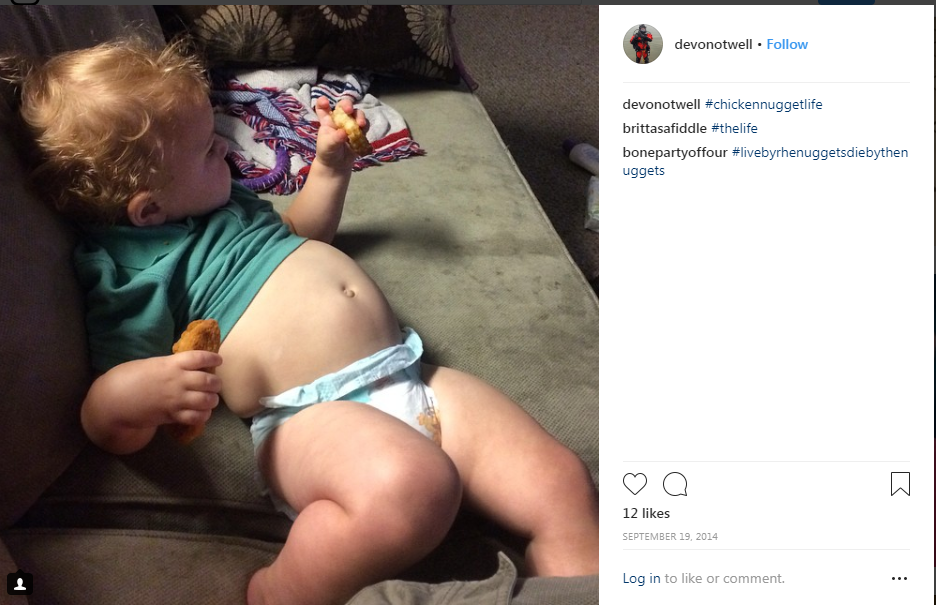 devonotwell • Follow
devonotwell #chickennuggetlife
brittasafiddle #thelife
bonepartyoffour #livebyrhenuggetsdiebythen
uggets
12 likes
SEPTEMBER 19, 2014
Log in to like or comment.